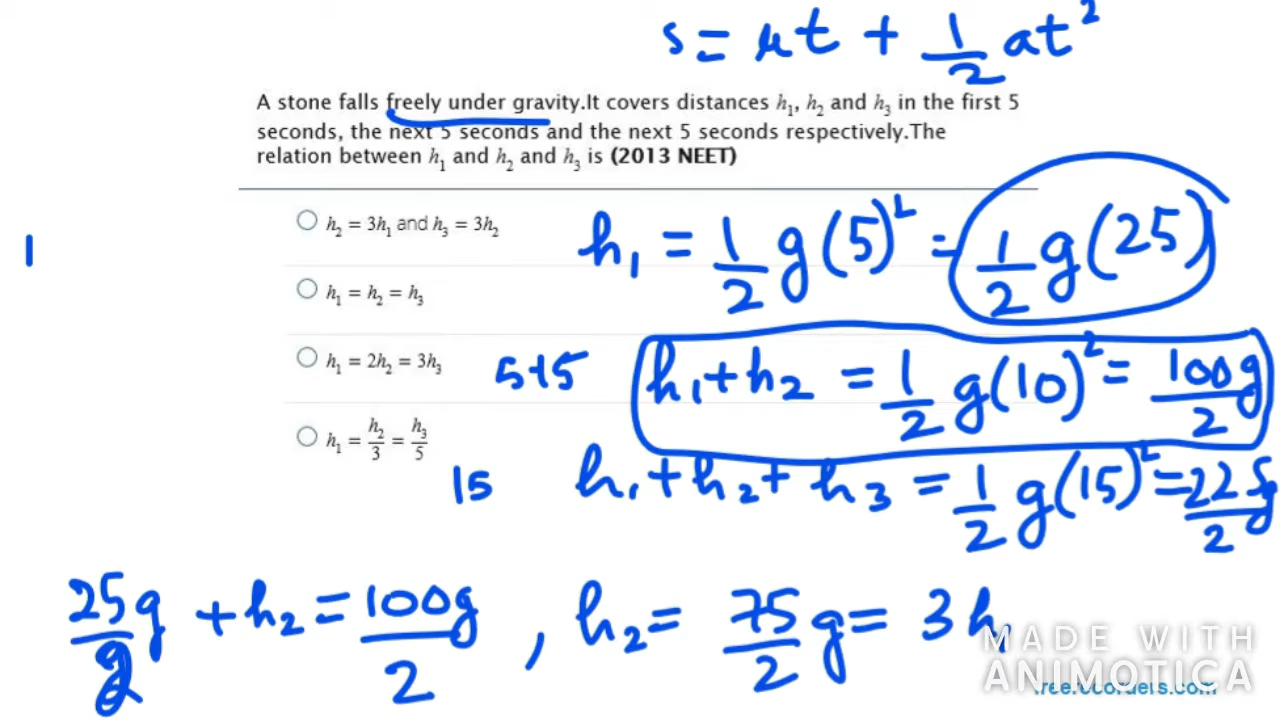 s = ut + 1/2 at²
A stone falls freely under gravity.It covers distances h₁, h₂ and h₃ in the first 5
seconds, the next 5 seconds and the next 5 seconds respectively.The
relation between h₁ and h₂ and h₃ is (2013 NEET)
h₂ = 3h₁ and h₃ = 3h₂
h₁ = 1/2 g(5)² = 1/2 g(25)
1
h₁ = h₂ = h₃
h₁ = 2h₂ = 3h₃
5+5 h₁+h₂ = 1/2 g(10)² = 100g/2
h₁ = h₂/3 = h₃/5
15 h₁+h₂+h₃ = 1/2 g(15)² = 225g/2
25g/2 + h₂ = 100g/2 , h₂ = 75/2 g = 3h₁
MADE WITH
ANIMOTICA
freerecorders.com